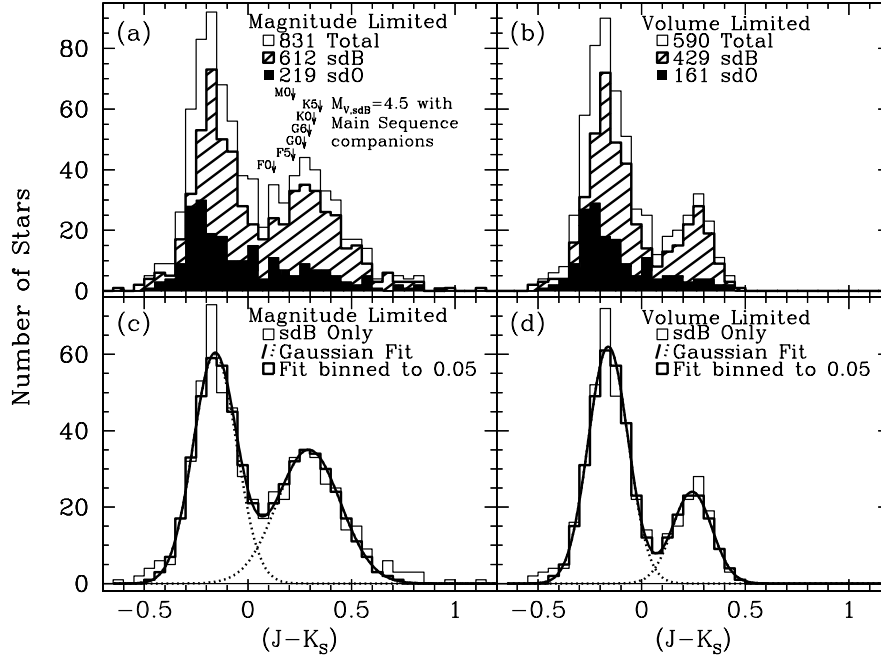 (a)
Magnitude Limited
831 Total
612 sdB
219 sdO
M0
K5
K0
G6
G0
F5
F0
M_V,sdB=4.5 with
Main Sequence
companions
(b)
Volume Limited
590 Total
429 sdB
161 sdO
80
60
40
20
0
Number of Stars
(c)
Magnitude Limited
sdB Only
Gaussian Fit
Fit binned to 0.05
(d)
Volume Limited
sdB Only
Gaussian Fit
Fit binned to 0.05
60
40
20
0
−0.5 0 0.5 1
−0.5 0 0.5 1
(J−K_S)
(J−K_S)